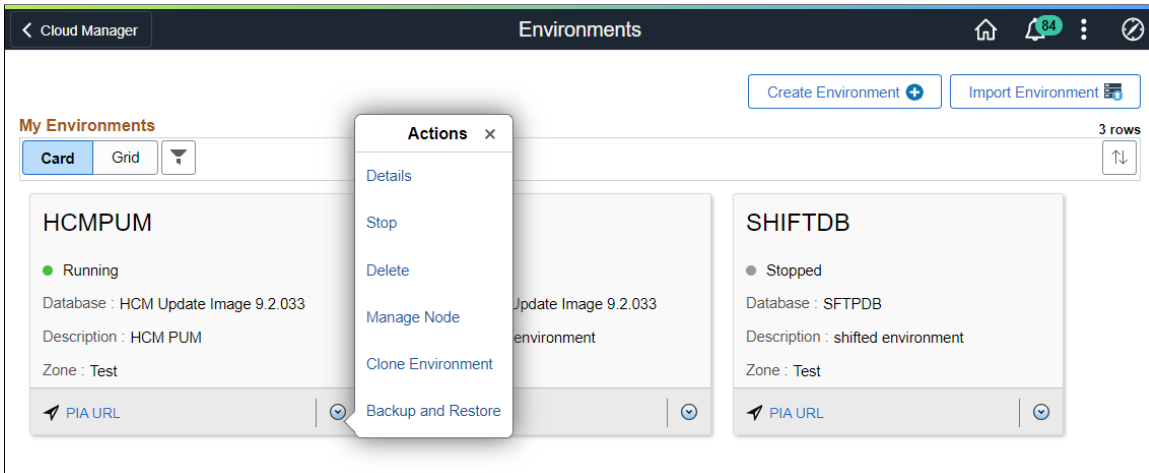 Cloud Manager
Environments
84
Create Environment
Import Environment
My Environments
3 rows
Card
Grid
Actions ×
Details
Stop
Delete
Manage Node
Clone Environment
Backup and Restore
HCMPUM
Running
Database : HCM Update Image 9.2.033
Description : HCM PUM
Zone : Test
PIA URL
Update Image 9.2.033
environment
SHIFTDB
Stopped
Database : SFTPDB
Description : shifted environment
Zone : Test
PIA URL